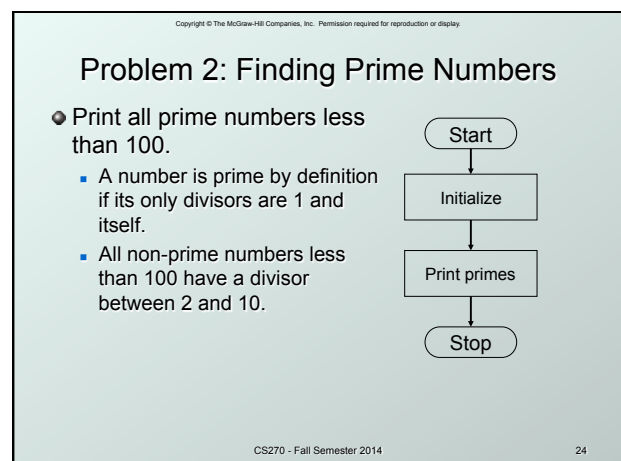 Copyright © The McGraw-Hill Companies, Inc. Permission required for reproduction or display.
Problem 2: Finding Prime Numbers
Print all prime numbers less
than 100.
A number is prime by definition
if its only divisors are 1 and
itself.
All non-prime numbers less
than 100 have a divisor
between 2 and 10.
Start
Initialize
Print primes
Stop
CS270 - Fall Semester 2014
24